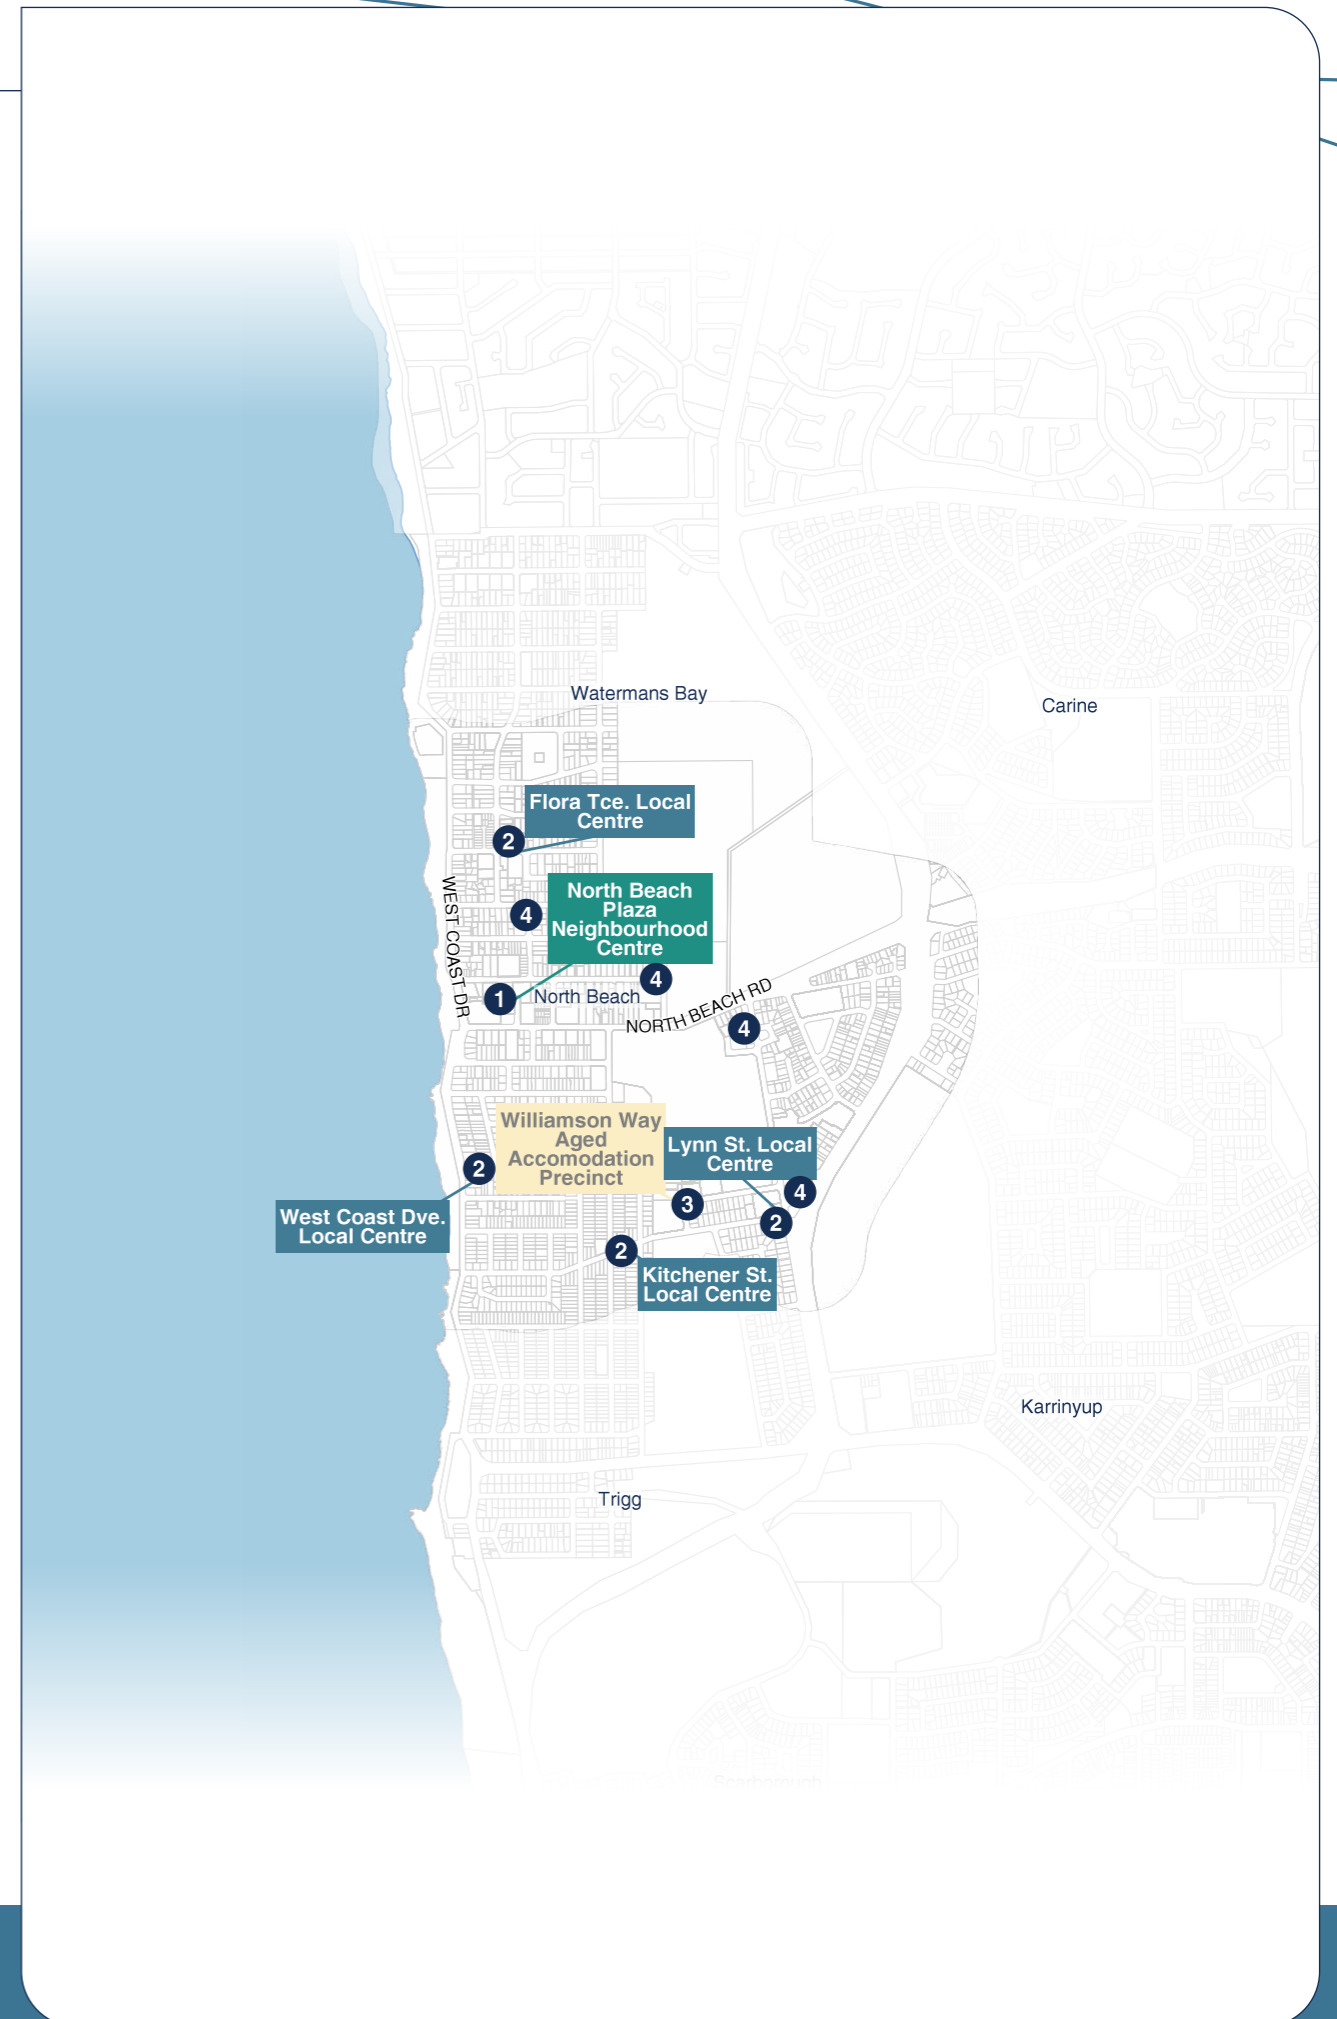 Watermans Bay
Carine
Flora Tce. Local
Centre
2
North Beach
Plaza
Neighbourhood
Centre
4
WEST COAST DR
4
1
North Beach
NORTH BEACH RD
4
Williamson Way
Aged
Accomodation
Precinct
Lynn St. Local
Centre
2
4
3
West Coast Dve.
Local Centre
2
2
Kitchener St.
Local Centre
Karrinyup
Trigg
Scarborough